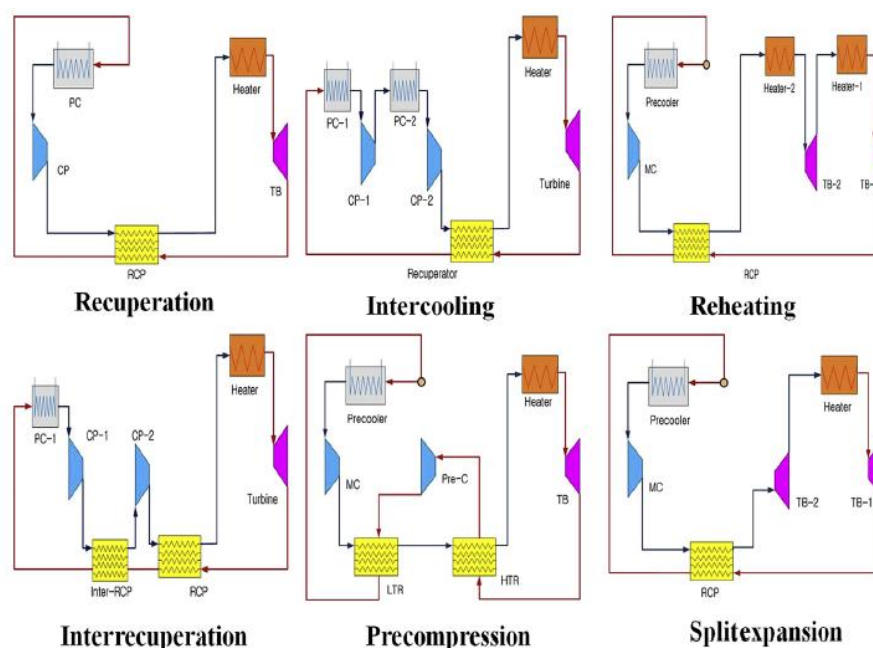 PC
CP
Heater
TB
RCP
Recuperation
PC-1
PC-2
CP-1
CP-2
Heater
Turbine
Recuperator
Intercooling
Precooler
MC
Heater-2
Heater-1
TB-2
TB-
RCP
Reheating
PC-1
CP-1
CP-2
Heater
Turbine
Inter-RCP
RCP
Interrecuperation
Precooler
MC
Pre-C
Heater
TB
LTR
HTR
Precompression
Precooler
MC
Heater
TB-2
TB-1
RCP
Splitexpansion